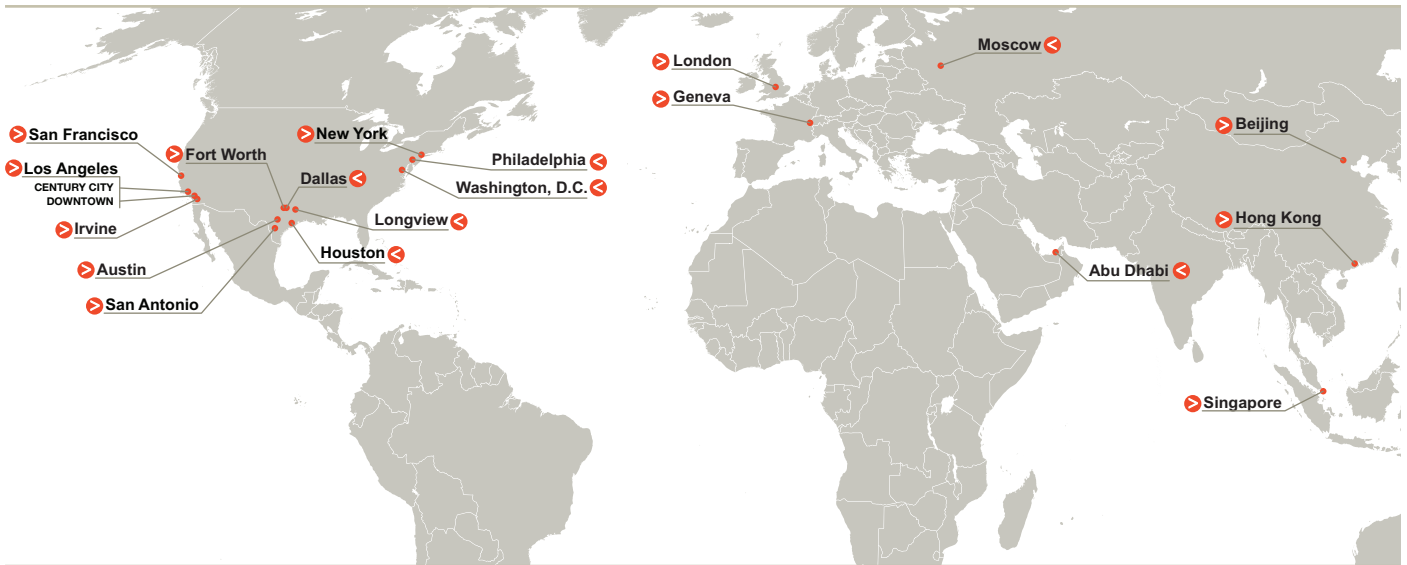 San Francisco
Los Angeles
CENTURY CITY
DOWNTOWN
Irvine
Austin
San Antonio
Fort Worth
New York
Dallas
Philadelphia
Washington, D.C.
Longview
Houston
London
Geneva
Moscow
Abu Dhabi
Beijing
Hong Kong
Singapore